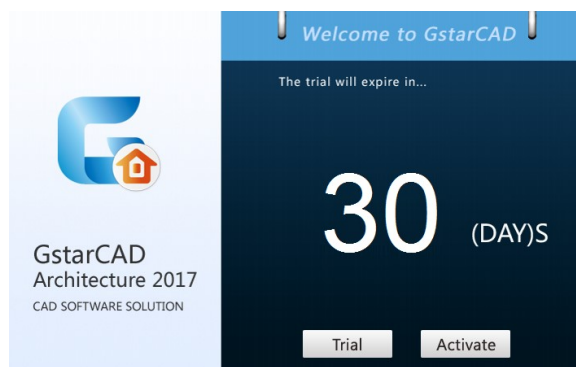 Welcome to GstarCAD
The trial will expire in...
30 (DAY)S
GstarCAD
Architecture 2017
CAD SOFTWARE SOLUTION
Trial
Activate